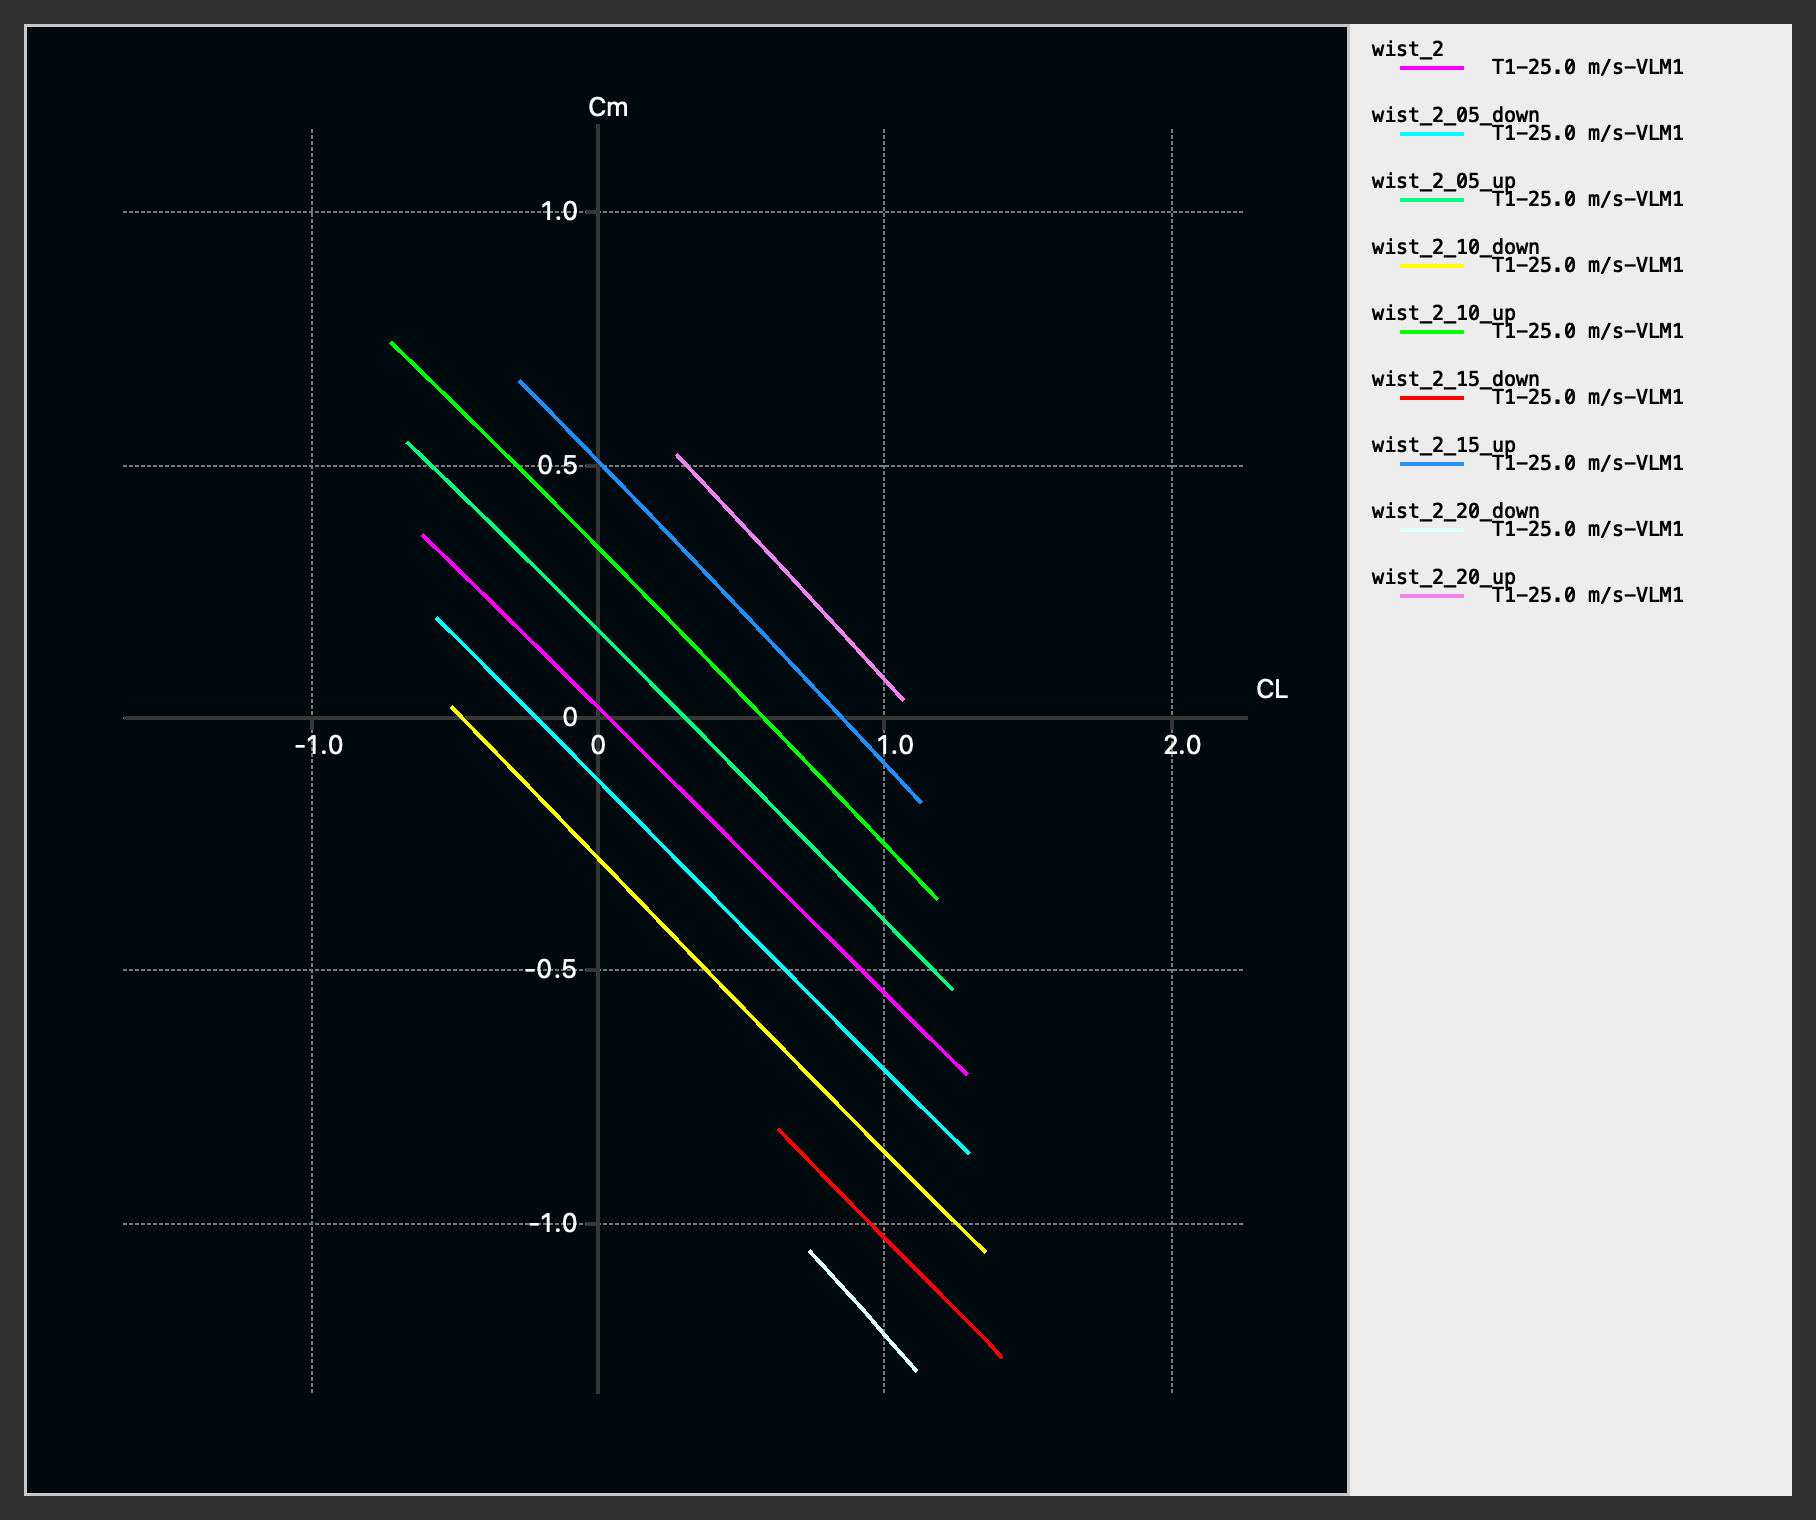 Cm
1.0
0.5
0
-0.5
-1.0
CL
-1.0
0
1.0
2.0
wist_2
T1-25.0 m/s-VLM1
wist_2_05_down
T1-25.0 m/s-VLM1
wist_2_05_up
T1-25.0 m/s-VLM1
wist_2_10_down
T1-25.0 m/s-VLM1
wist_2_10_up
T1-25.0 m/s-VLM1
wist_2_15_down
T1-25.0 m/s-VLM1
wist_2_15_up
T1-25.0 m/s-VLM1
wist_2_20_down
T1-25.0 m/s-VLM1
wist_2_20_up
T1-25.0 m/s-VLM1